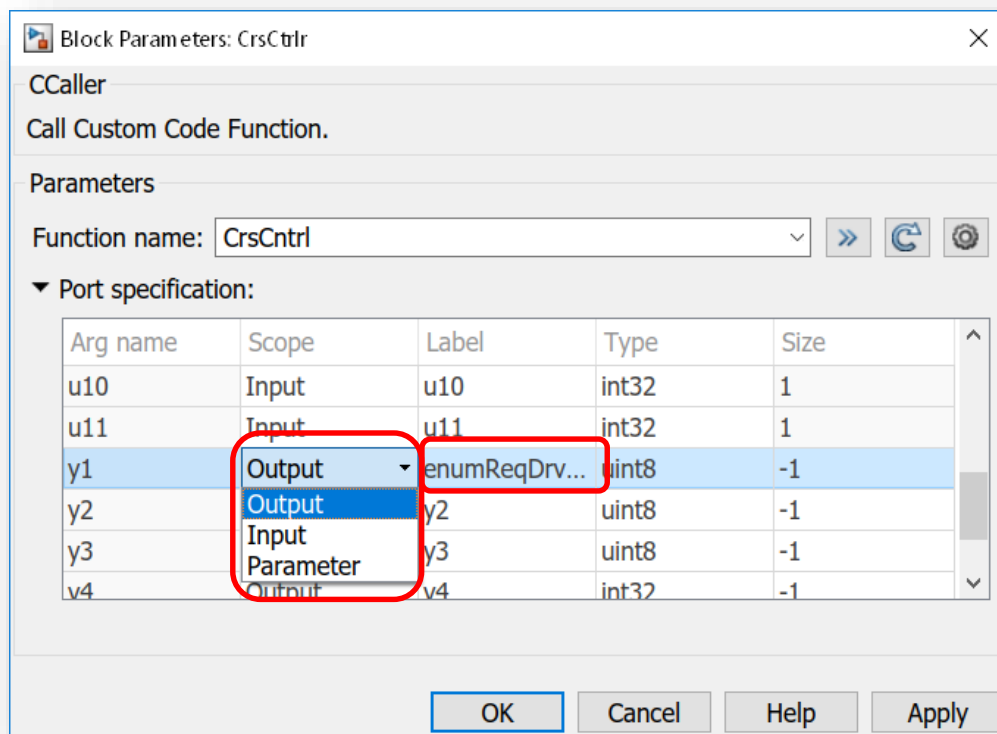 Block Parameters: CrsCtrlr
CCaller
Call Custom Code Function.
Parameters
Function name: CrsCntrl
Port specification:
Arg name Scope Label Type Size
u10 Input u10 int32 1
u11 Input u11 int32 1
y1 Output enumReqDrv... uint8 -1
Output
Input
Parameter
y2 y2 uint8 -1
y3 y3 uint8 -1
y4 Output y4 int32 -1
OK Cancel Help Apply